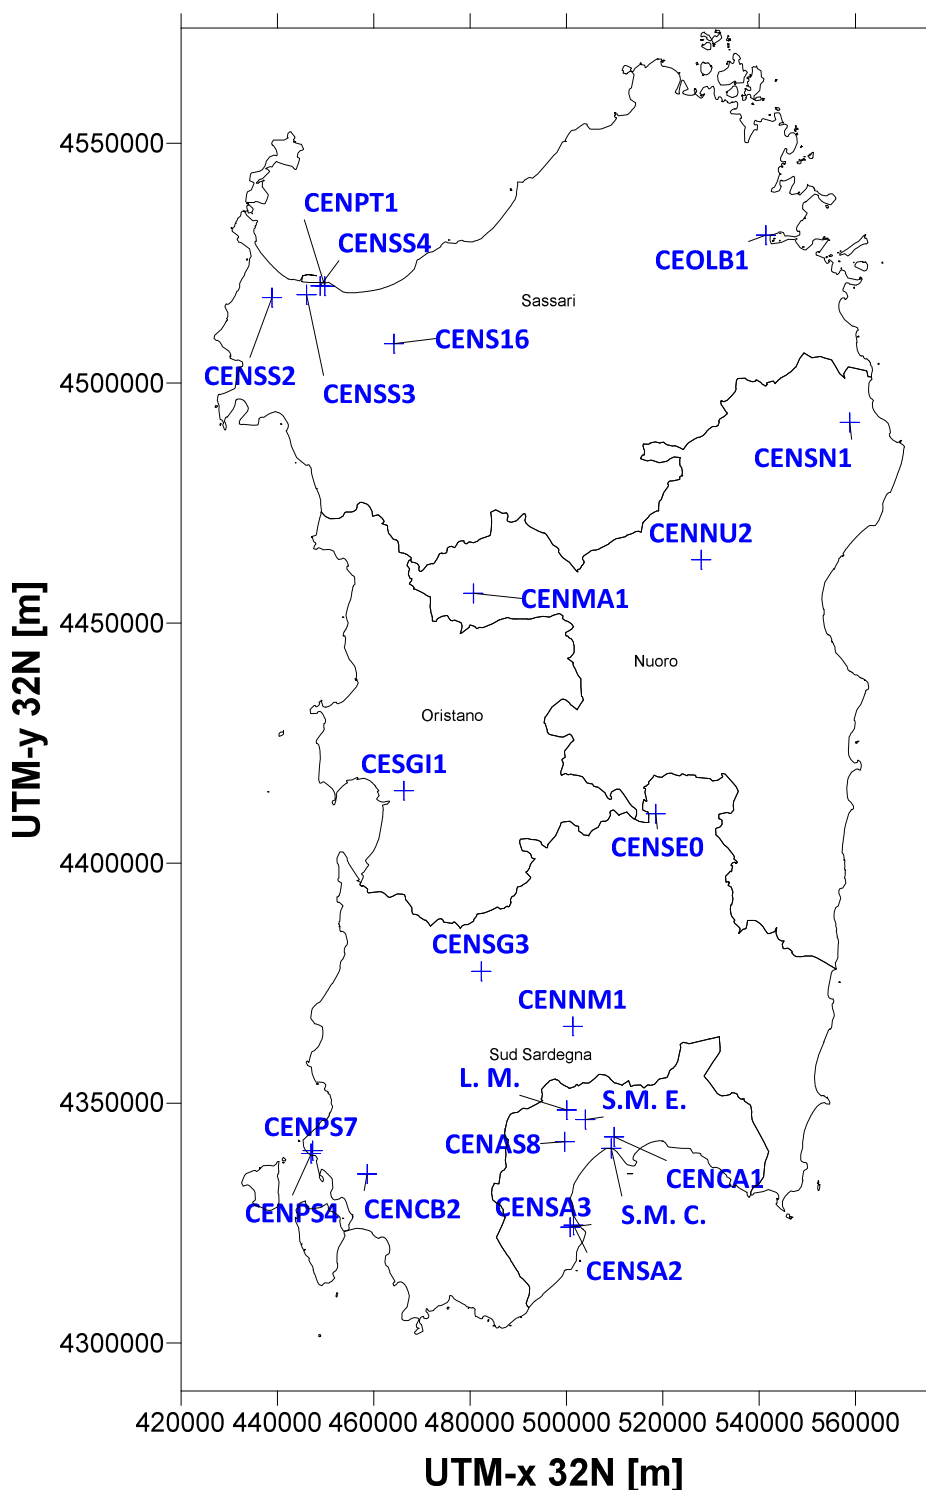 4550000
CENPT1
CENSS4
CEOLB1
Sassari
CENS16
CENSS2
4500000
CENSS3
CENSN1
CENNU2
CENMA1
4450000
Nuoro
Oristano
CESGI1
CENSE0
4400000
CENSG3
CENNM1
Sud Sardegna
L. M.
S.M. E.
4350000
CENPS7
CENAS8
CENCA1
CENPS4
CENCB2
CENSA3
S.M. C.
CENSA2
4300000
420000 440000 460000 480000 500000 520000 540000 560000
UTM-x 32N [m]
UTM-y 32N [m]